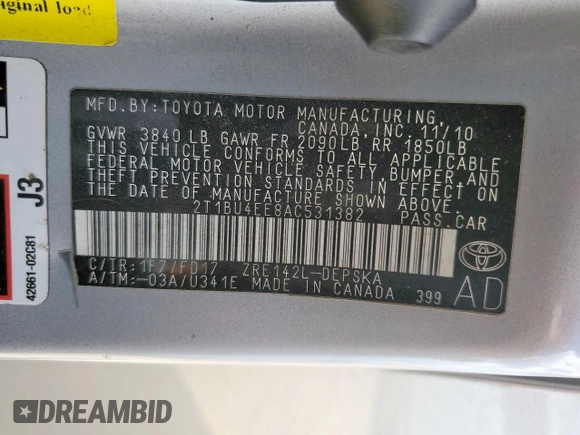 iginal load
MFD.BY:TOYOTA MOTOR MANUFACTURING,
CANADA, INC. 11/10
GVWR 3840 LB GAWR FR 2090LB, RR 1850LB
THIS VEHICLE CONFORMS TO ALL APPLICABLE
FEDERAL MOTOR VEHICLE SAFETY, BUMPER, AND
THEFT PREVENTION STANDARDS IN EFFECT ON
THE DATE OF MANUFACTURE SHOWN ABOVE.
2T1BU4EE8AC531382 PASS.CAR
C/TR:1F7/FD17 ZRE142L-DEPSKA
A/TM:-03A/U341E MADE IN CANADA 399
TOYOTA
AD
J3
42661-02C81
DREAMBID